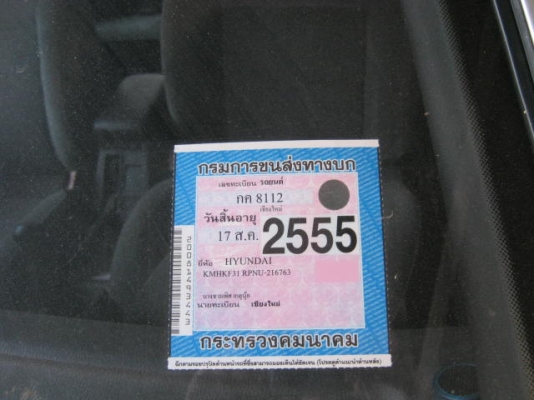 กรมการขนส่งทางบก
เลขทะเบียน รถยนต์
กค 8112
เชียงใหม่
วันสิ้นอายุ
17 ส.ค. 2555
ยี่ห้อ HYUNDAI
KMHKF31 RPNU-216763
นายทะเบียน เชียงใหม่
กระทรวงคมนาคม